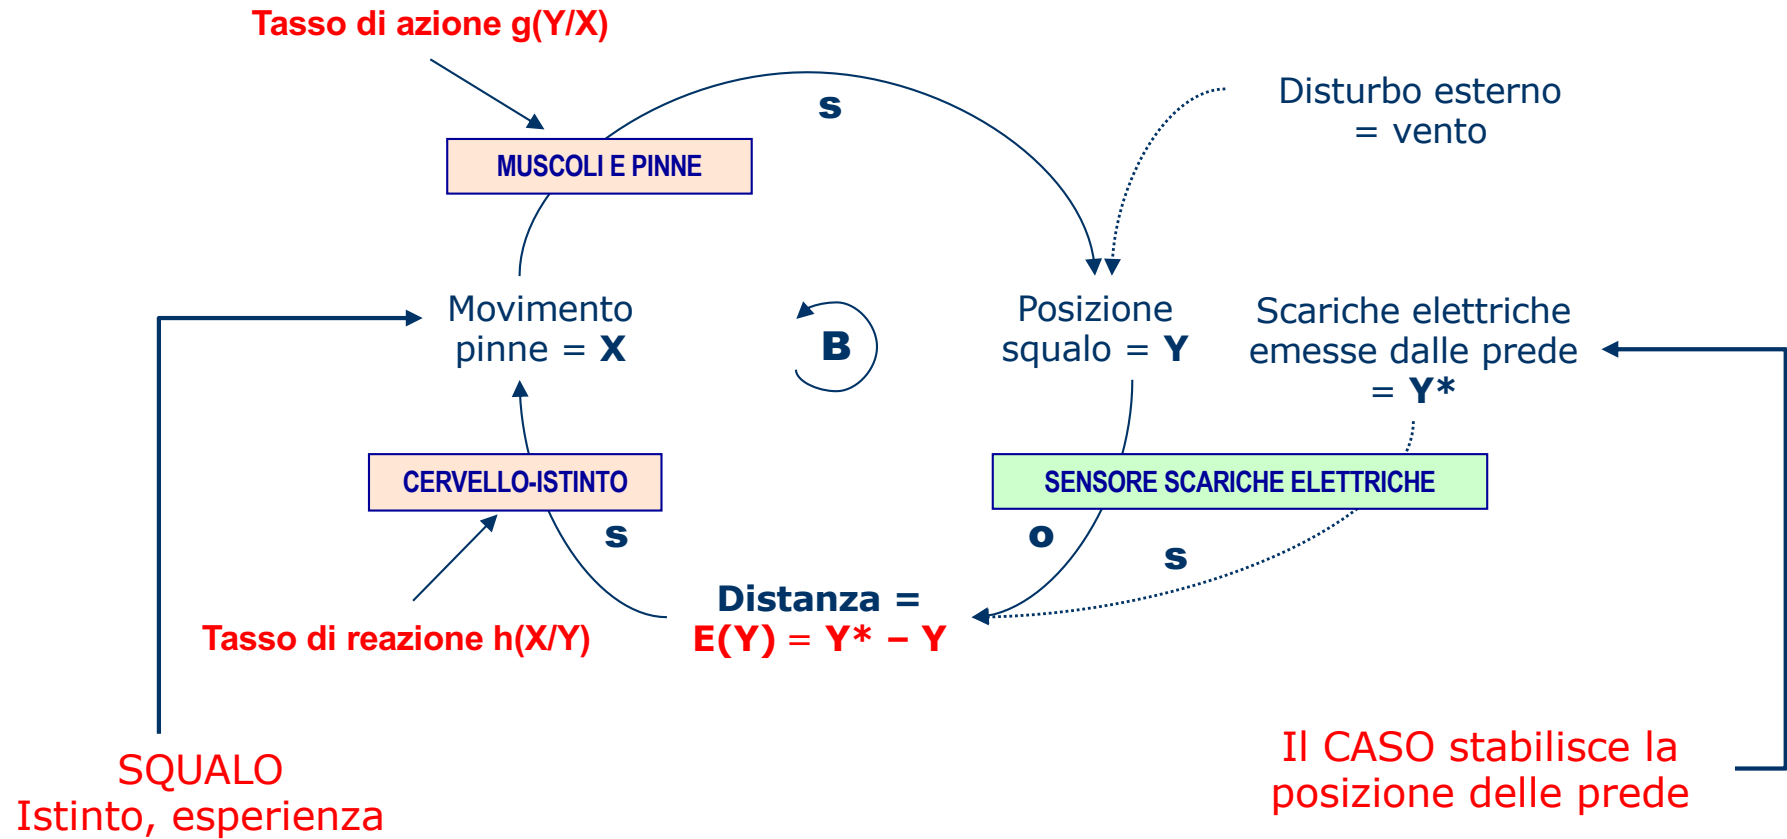 Tasso di azione g(Y/X)
s
Disturbo esterno
= vento
MUSCOLI E PINNE
Movimento
pinne = X
B
Posizione
squalo = Y
Scariche elettriche
emesse dalle prede
= Y*
CERVELLO-ISTINTO
SENSORE SCARICHE ELETTRICHE
s
o
s
Distanza =
E(Y) = Y* – Y
Tasso di reazione h(X/Y)
SQUALO
Istinto, esperienza
Il CASO stabilisce la
posizione delle prede